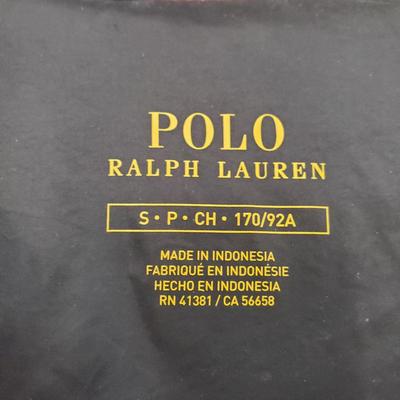 POLO
RALPH LAUREN
S • P • CH • 170/92A
MADE IN INDONESIA
FABRIQUÉ EN INDONÉSIE
HECHO EN INDONESIA
RN 41381 / CA 56658